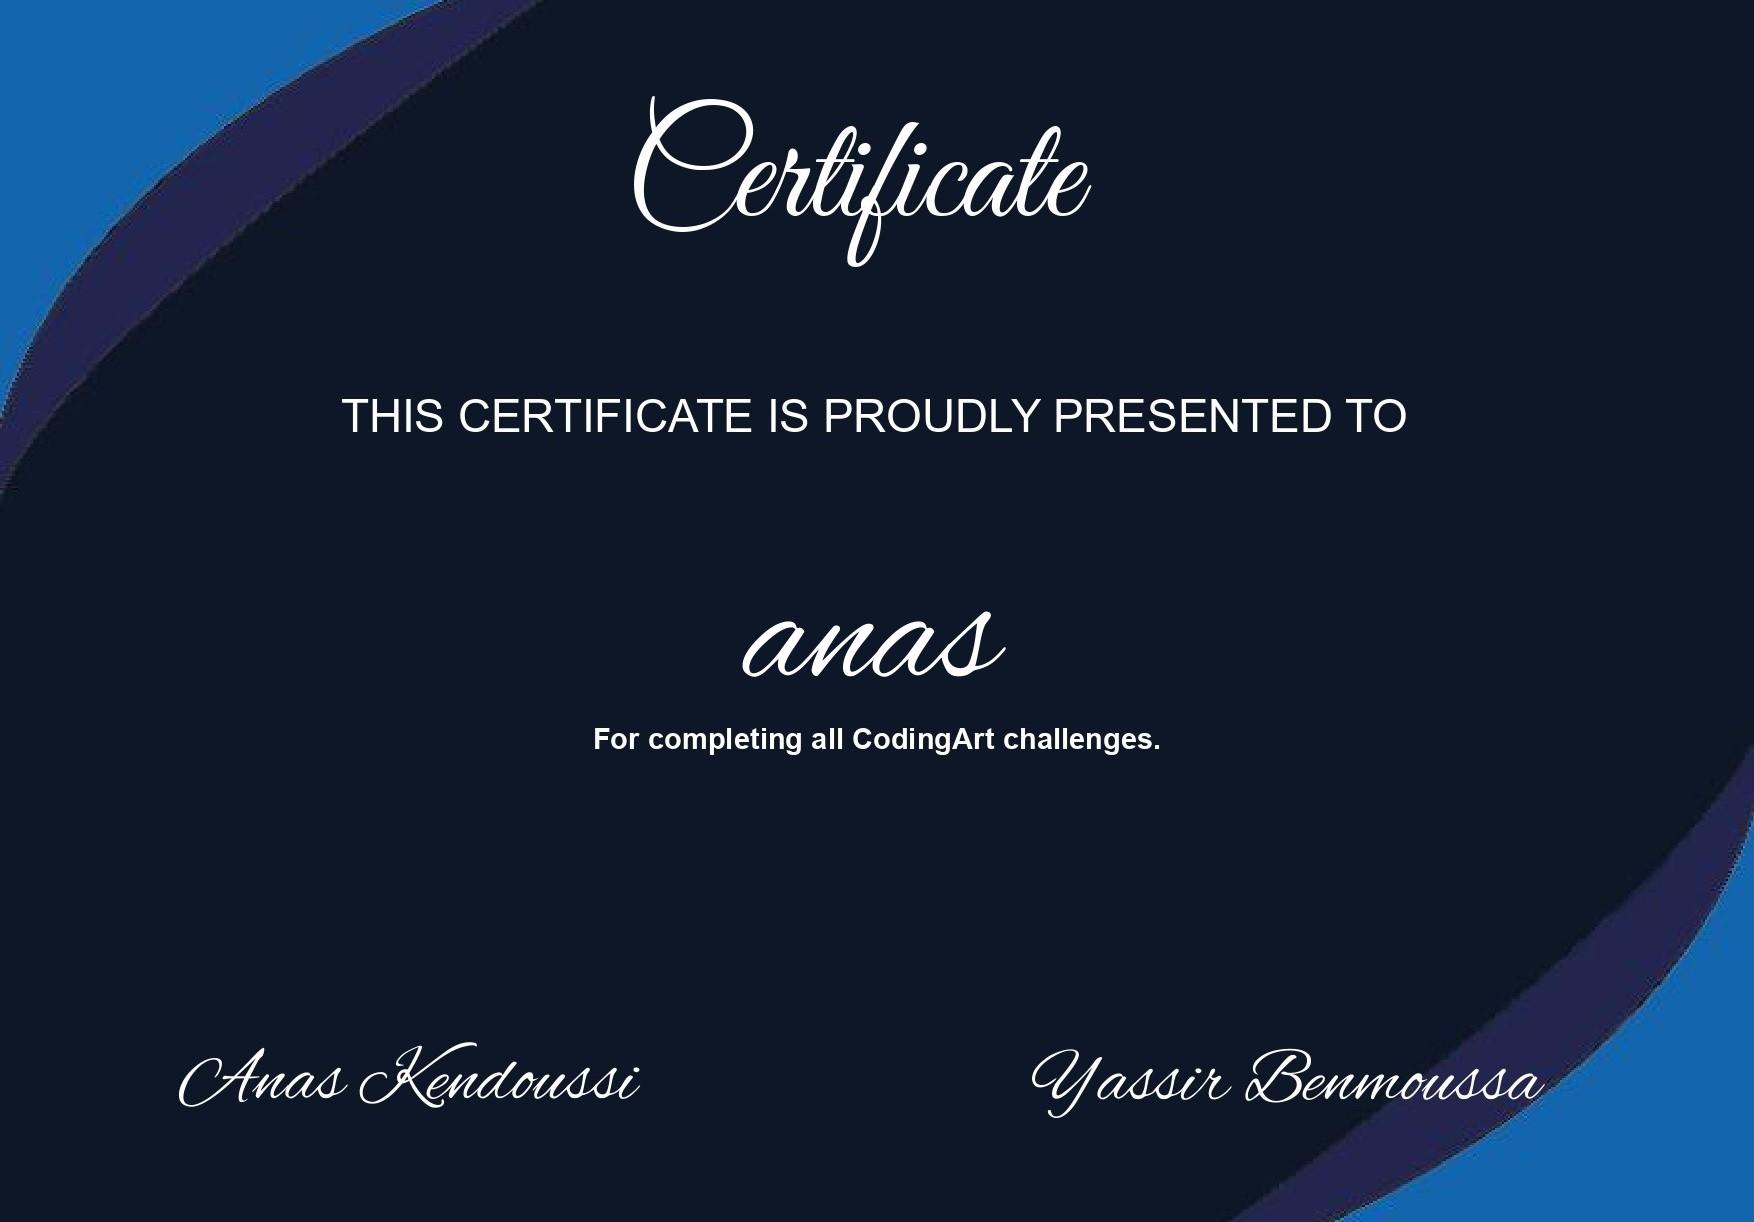 Certificate
THIS CERTIFICATE IS PROUDLY PRESENTED TO
anas
For completing all CodingArt challenges.
Anas Kendoussi
Yassir Benmoussa